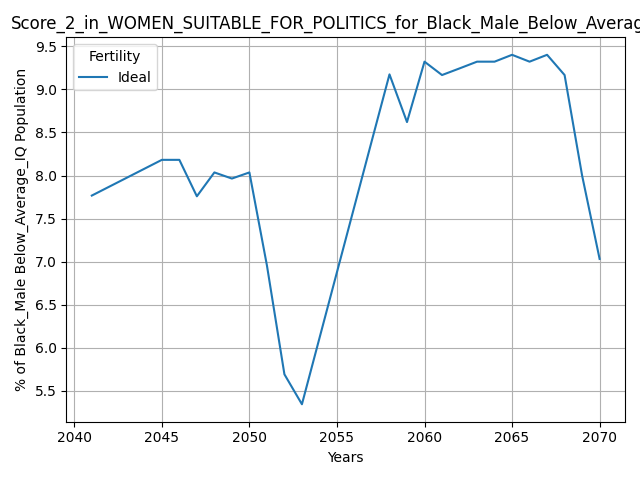 Score_2_in_WOMEN_SUITABLE_FOR_POLITICS_for_Black_Male_Below_Averag
Fertility
Ideal
% of Black_Male Below_Average_IQ Population
9.5
9.0
8.5
8.0
7.5
7.0
6.5
6.0
5.5
2040 2045 2050 2055 2060 2065 2070
Years